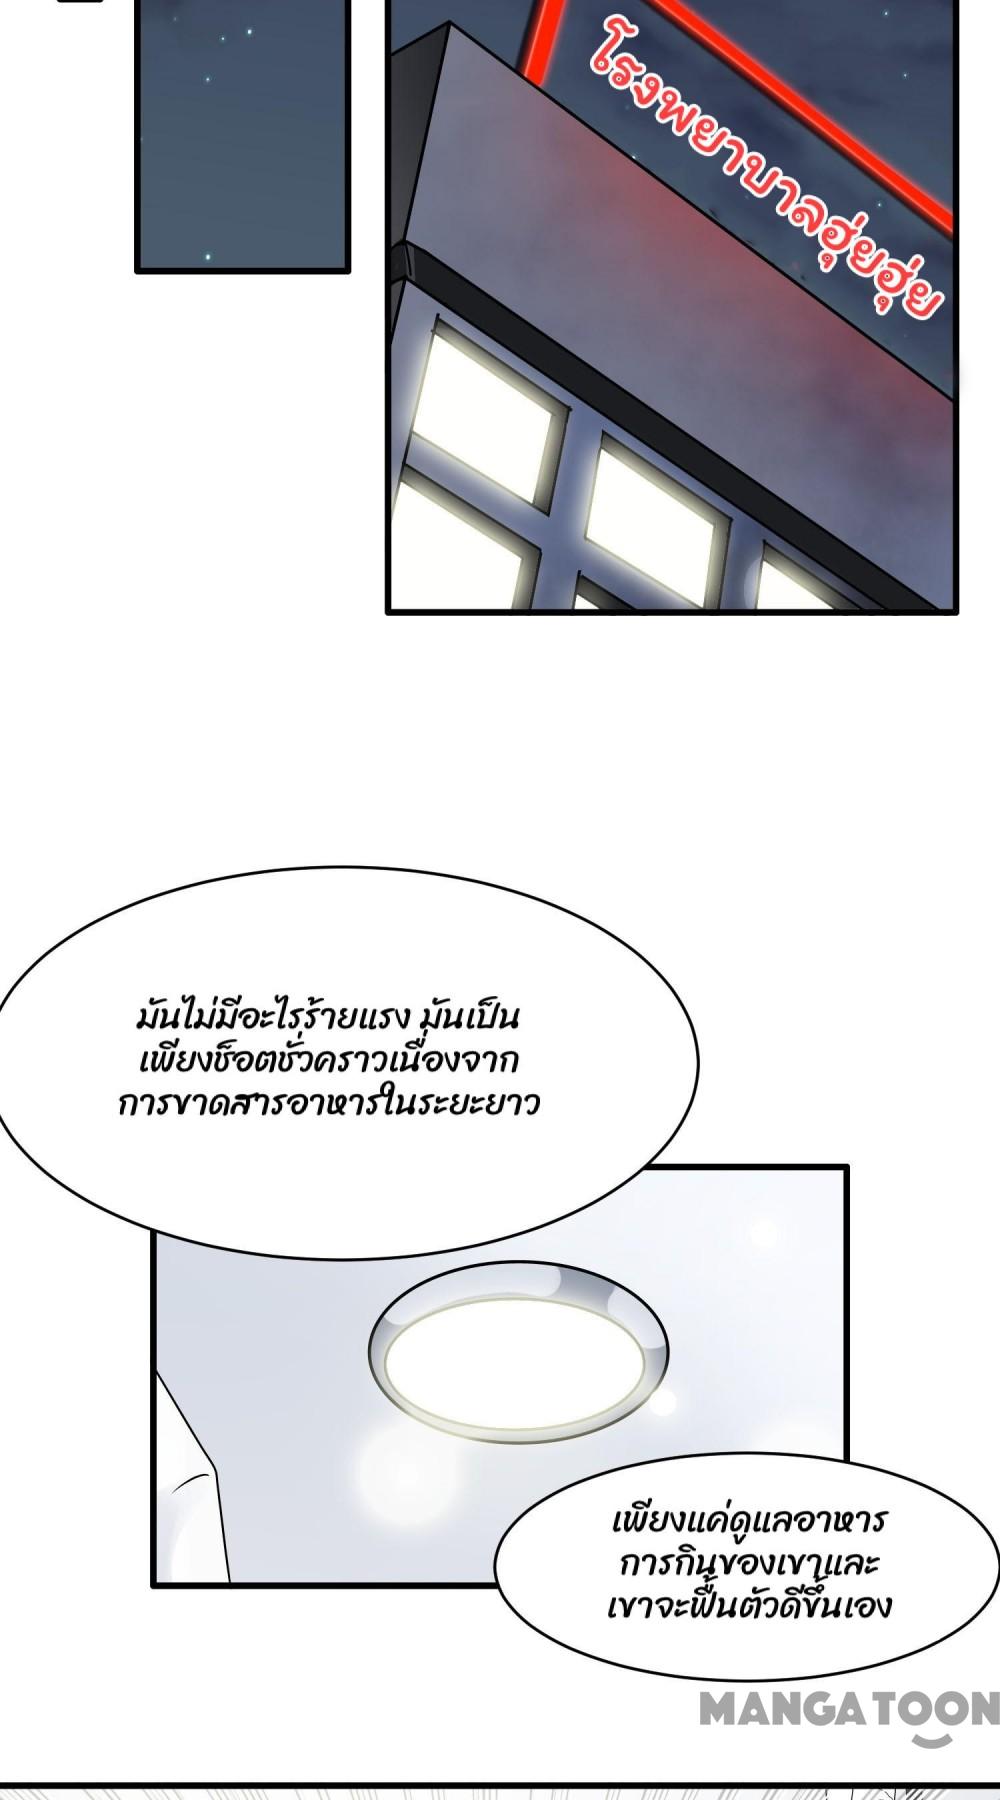 โรงพยาบาลฮุ่ยฮุ่ย
มันไม่มีอะไรร้ายแรง มันเป็น
เพียงช็อตชั่วคราวเนื่องจาก
การขาดสารอาหารในระยะยาว
เพียงแค่ดูแลอาหาร
การกินของเขาและ
เขาจะฟื้นตัวดีขึ้นเอง
MANGATOON